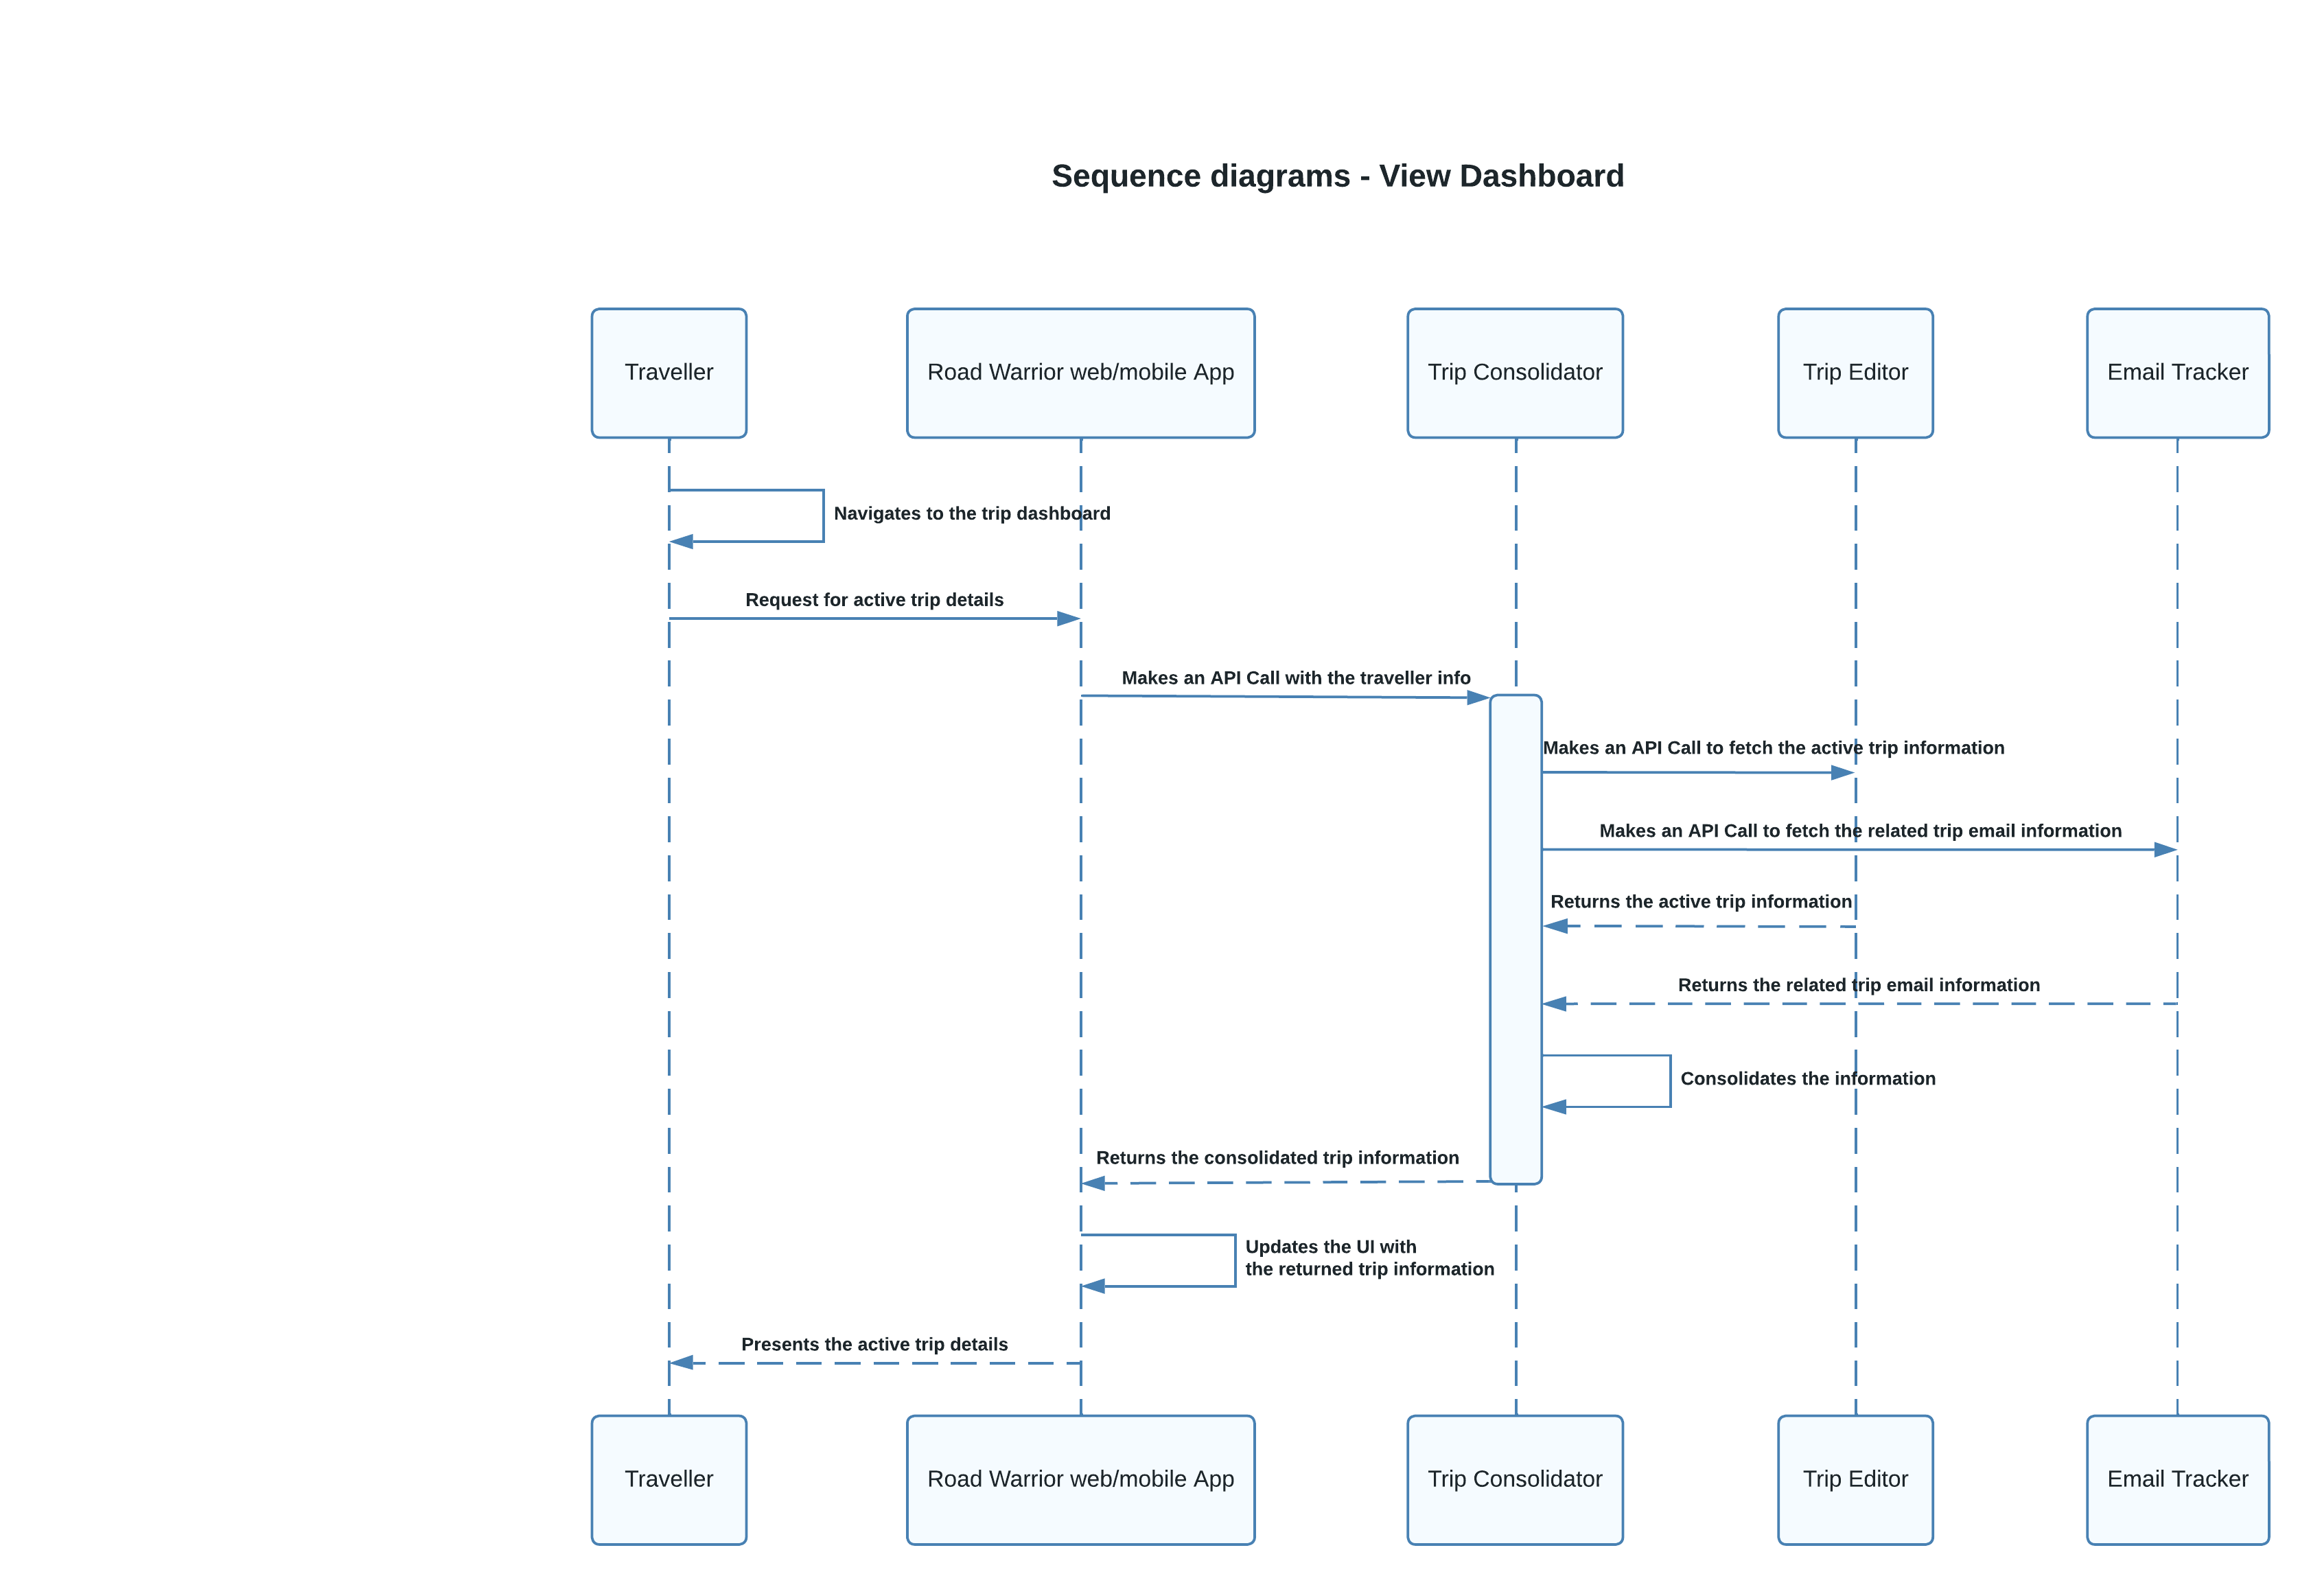 Sequence diagrams - View Dashboard
Traveller
Road Warrior web/mobile App
Trip Consolidator
Trip Editor
Email Tracker
Navigates to the trip dashboard
Request for active trip details
Makes an API Call with the traveller info
Makes an API Call to fetch the active trip information
Makes an API Call to fetch the related trip email information
Returns the active trip information
Returns the related trip email information
Consolidates the information
Returns the consolidated trip information
Updates the UI with
the returned trip information
Presents the active trip details
Traveller
Road Warrior web/mobile App
Trip Consolidator
Trip Editor
Email Tracker